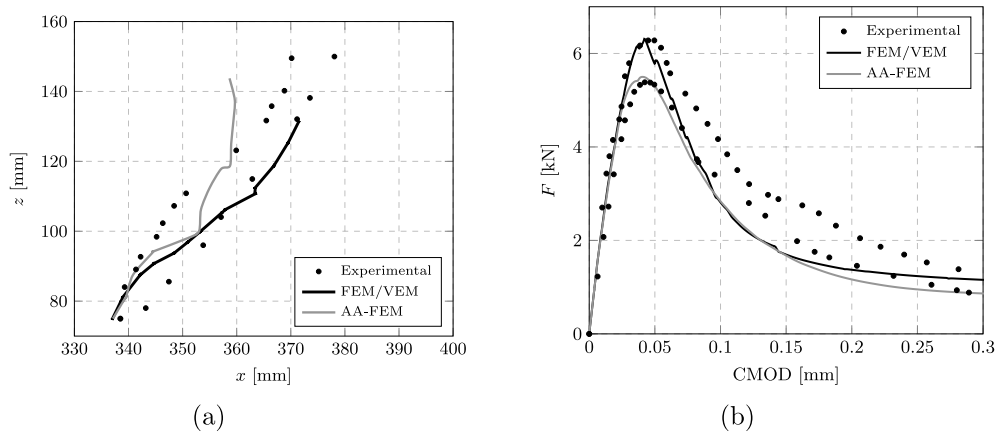 160
140
120
100
80
z [mm]
330 340 350 360 370 380 390 400
x [mm]
Experimental
FEM/VEM
AA-FEM
(a)
6
4
2
0
F [kN]
0 0.05 0.1 0.15 0.2 0.25 0.3
CMOD [mm]
Experimental
FEM/VEM
AA-FEM
(b)